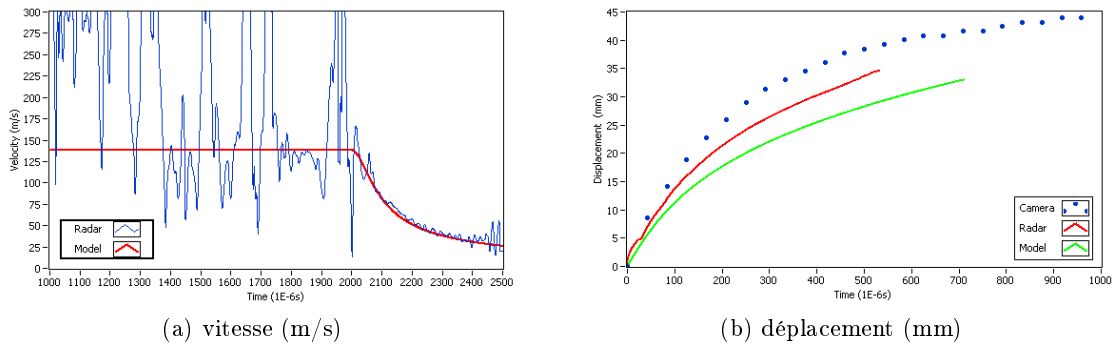 300
275
250
225
200
175
150
125
100
75
50
25
0
Velocity (m/s)
Radar
Model
1000 1100 1200 1300 1400 1500 1600 1700 1800 1900 2000 2100 2200 2300 2400 2500
Time (1E-6s)
(a) vitesse (m/s)
45
40
35
30
25
20
15
10
5
0
Displacement (mm)
Camera
Radar
Model
0 100 200 300 400 500 600 700 800 900 1000
Time (1E-6s)
(b) déplacement (mm)